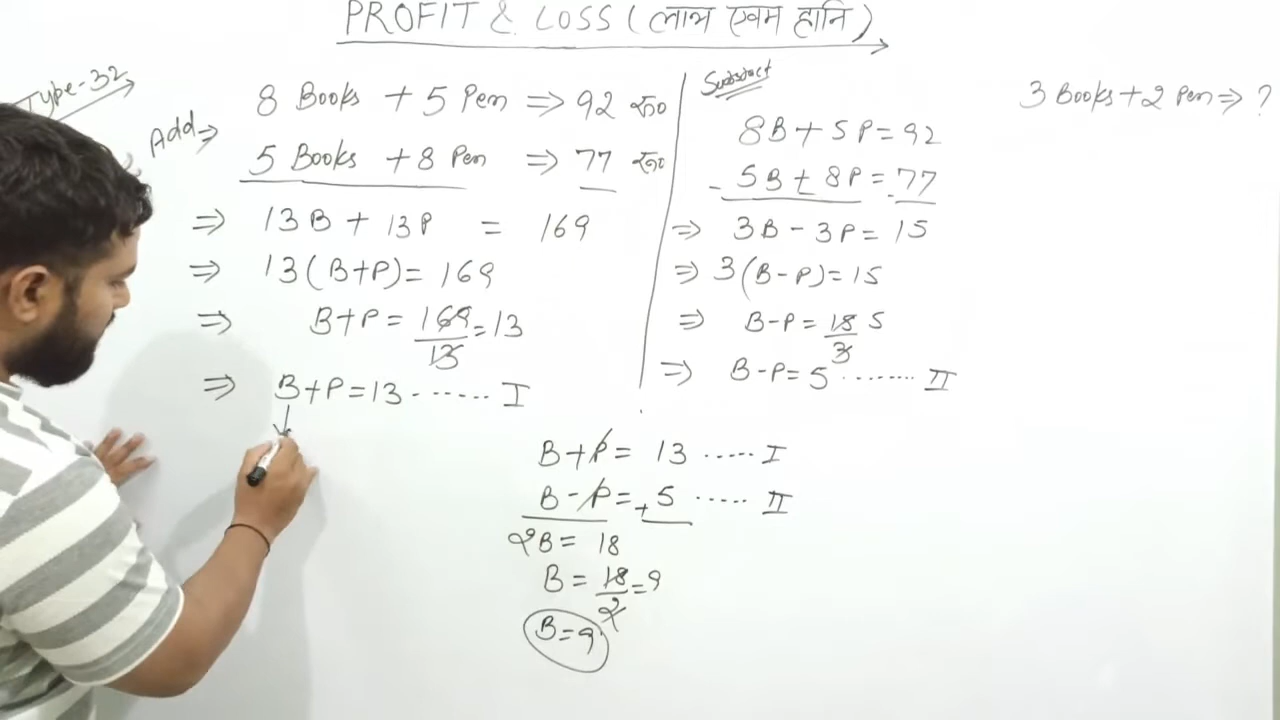 PROFIT & LOSS (लाभ एवम हानि)
Type-32
Add⇒
8 Books + 5 Pen ⇒ 92 रू०
5 Books + 8 Pen ⇒ 77 रू०
⇒ 13B + 13P = 169
⇒ 13(B+P) = 169
⇒ B+P = 169/13 = 13
⇒ B+P = 13 ...... I
Substract
8B + 5P = 92
- 5B + 8P = - 77
⇒ 3B - 3P = 15
⇒ 3(B-P) = 15
⇒ B-P = 15/3 5
⇒ B-P = 5 ........ II
3 Books + 2 Pen ⇒ ?
B+P = 13 ..... I
B-P = + 5 ..... II
2B = 18
B = 18/2 = 9
B = 9